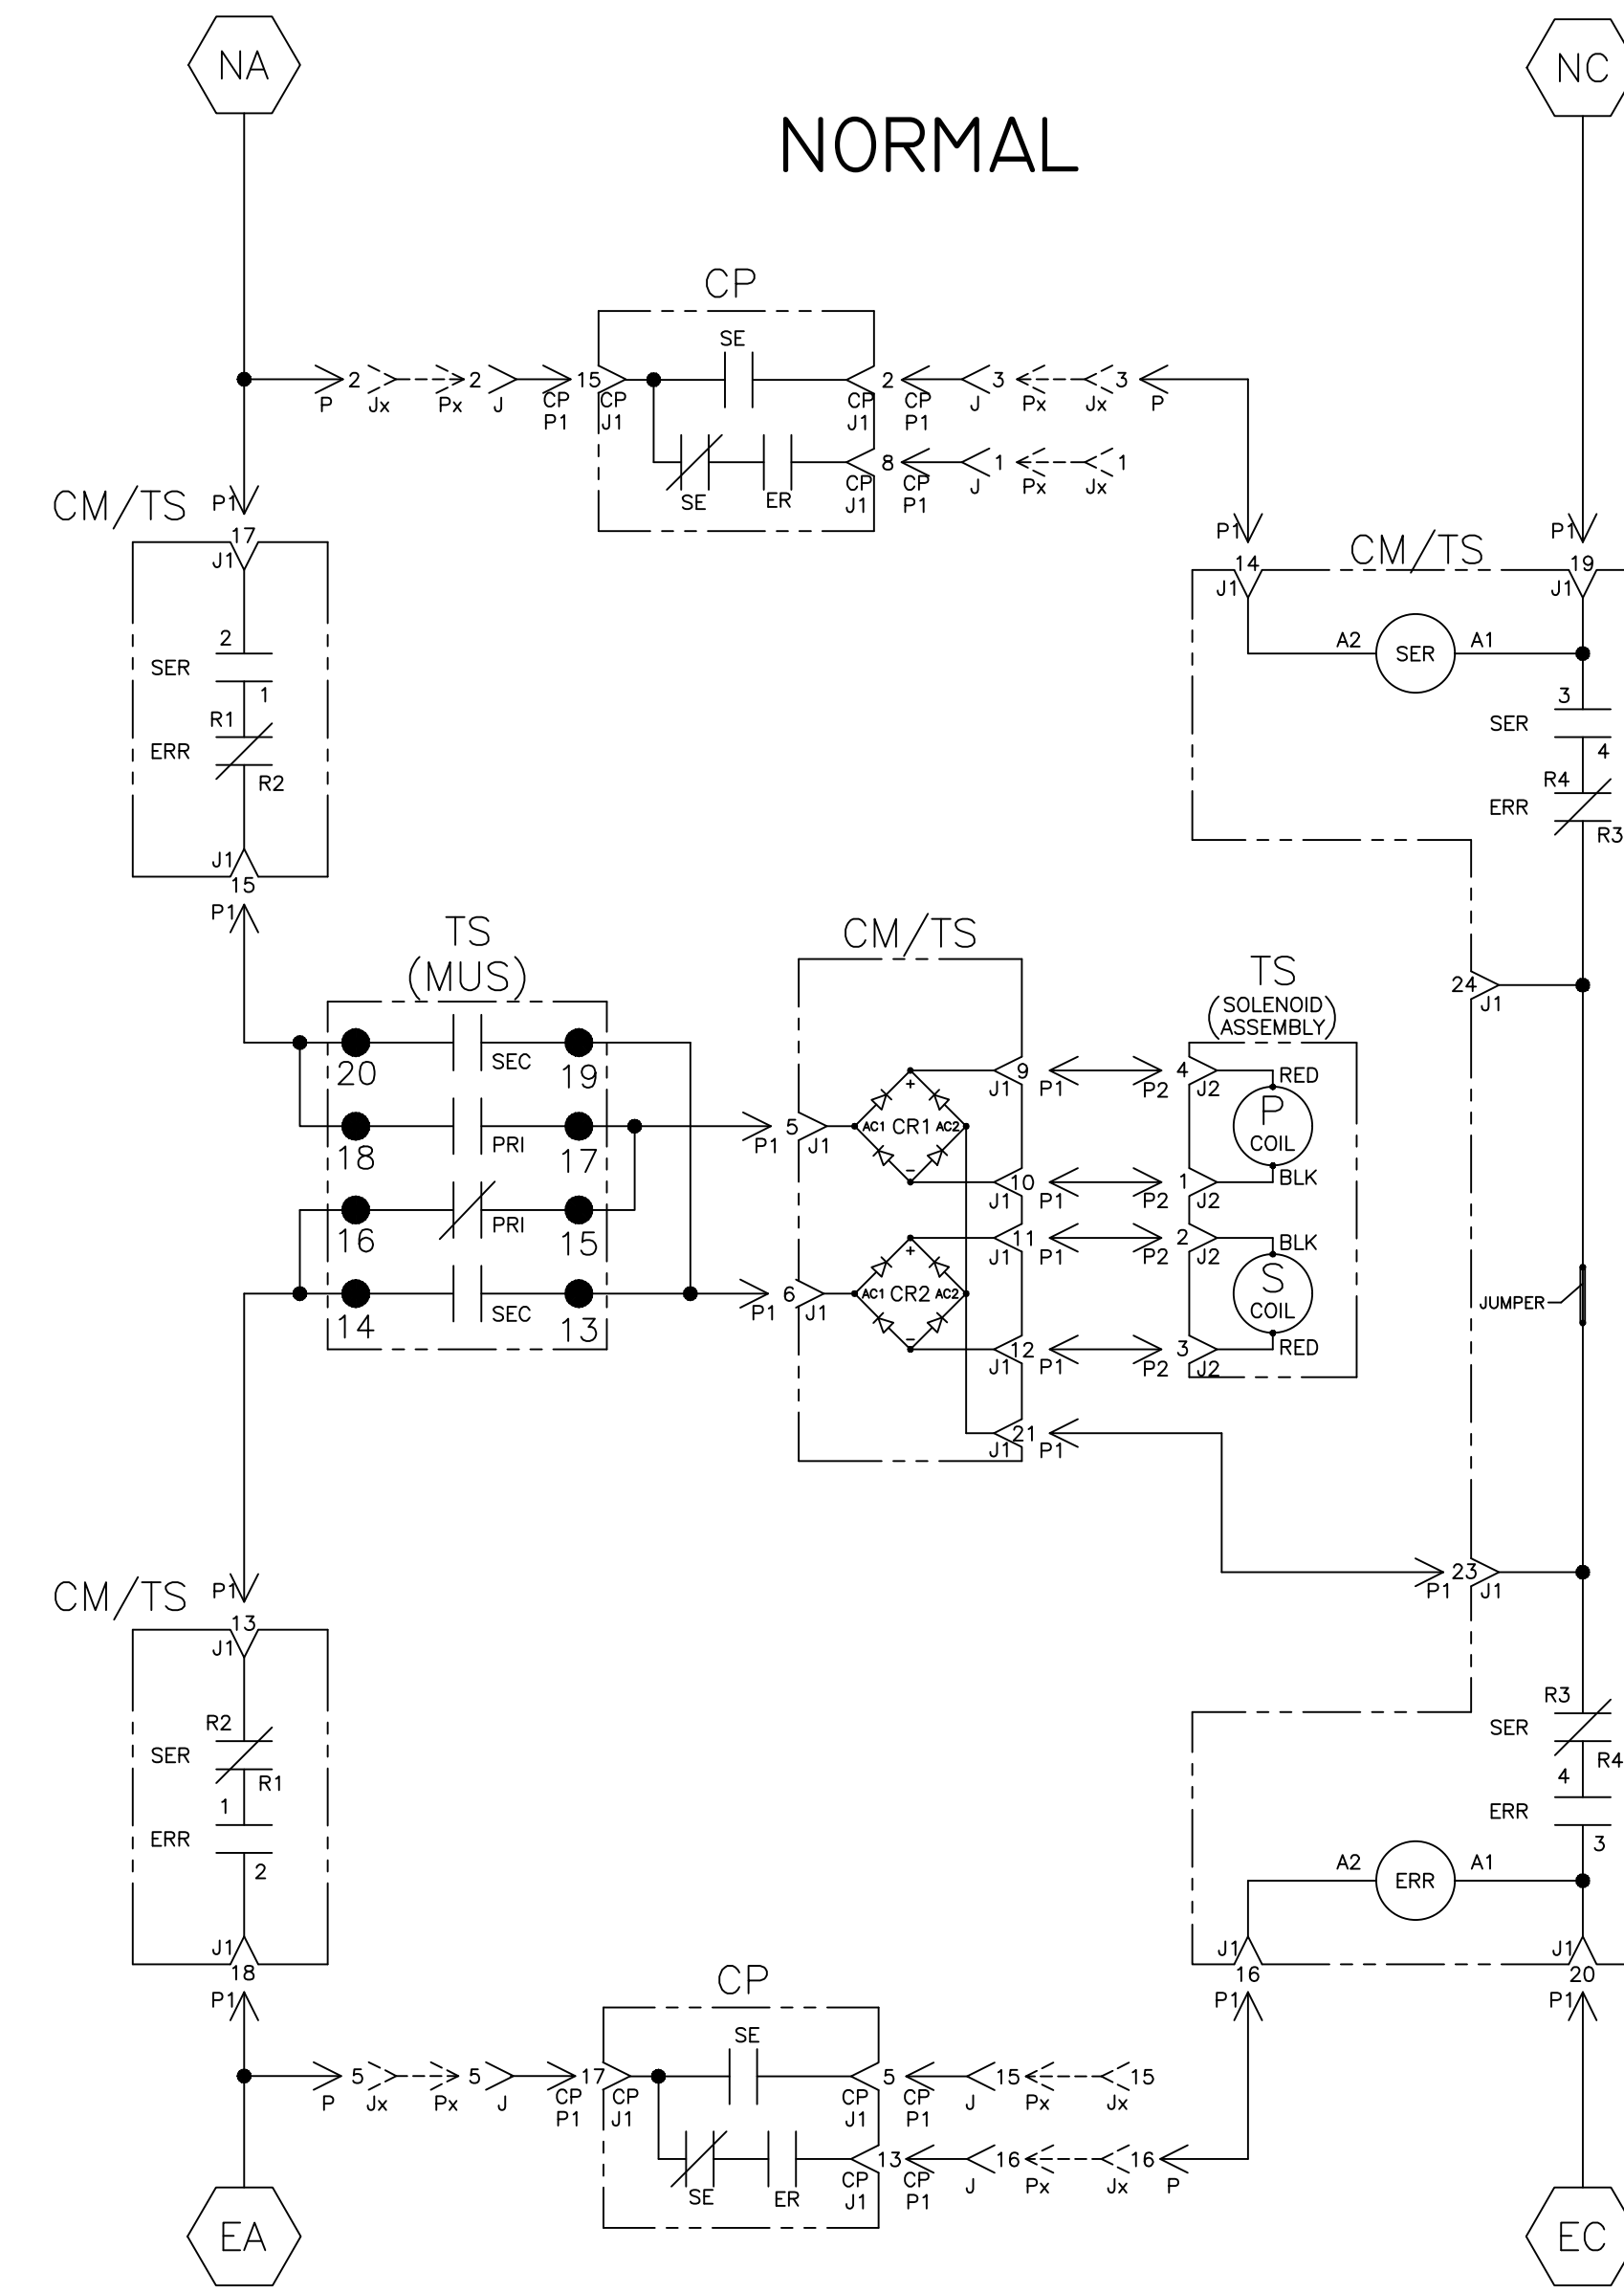 NA
NC
NORMAL
CP
SE
2 2 15 2 3 3
P Jx Px J CP P1 CP J1 CP J1 CP P1 J Px Jx P
8 1 1
SE ER CP J1 CP P1 J Px Jx
CM/TS
P1
17
J1
2
SER
1
R1
ERR
R2
J1
15
P1
CM/TS
P1 P1
14 19
J1 J1
A2 SER A1
3
SER
4
R4
ERR
R3
TS
(MUS)
20 SEC 19
18 PRI 17
16 PRI 15
14 SEC 13
CM/TS
P1 5 J1
AC1 CR1 AC2
+
-
P1 6 J1
AC1 CR2 AC2
+
-
9 J1 P1
10 J1 P1
11 J1 P1
12 J1 P1
21 J1 P1
TS
(SOLENOID
ASSEMBLY)
P2 4 J2 RED
P
COIL
P2 1 J2 BLK
P2 2 J2 BLK
S
COIL
P2 3 J2 RED
24
J1
JUMPER
P1 23 J1
CM/TS
P1
13
J1
R2
SER
R1
1
ERR
2
J1
18
P1
R3
SER
R4
4
ERR
3
A2 ERR A1
J1 J1
16 20
P1 P1
CP
SE
5 5 17 5 15 15
P Jx Px J CP P1 CP J1 CP J1 CP P1 J Px Jx
13 16 16
SE ER CP J1 CP P1 J Px Jx P
EA
EC